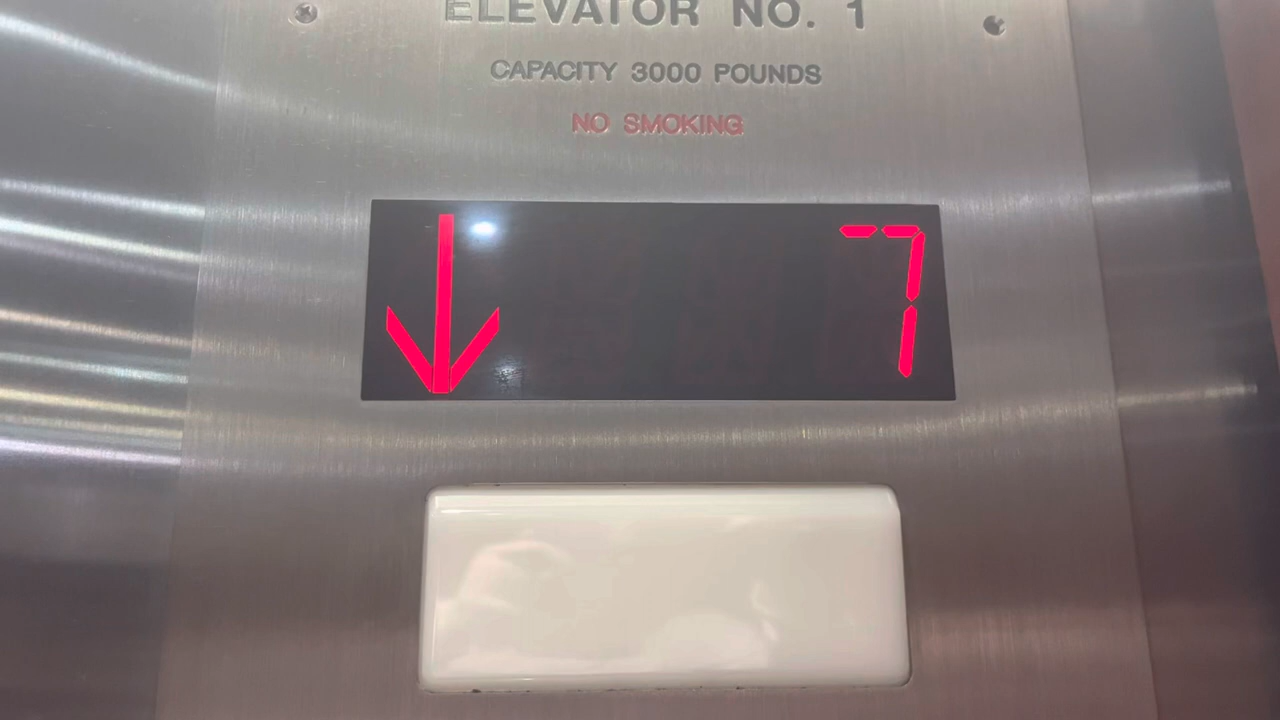 ELEVATOR NO. 1
CAPACITY 3000 POUNDS
NO SMOKING
↓ 7